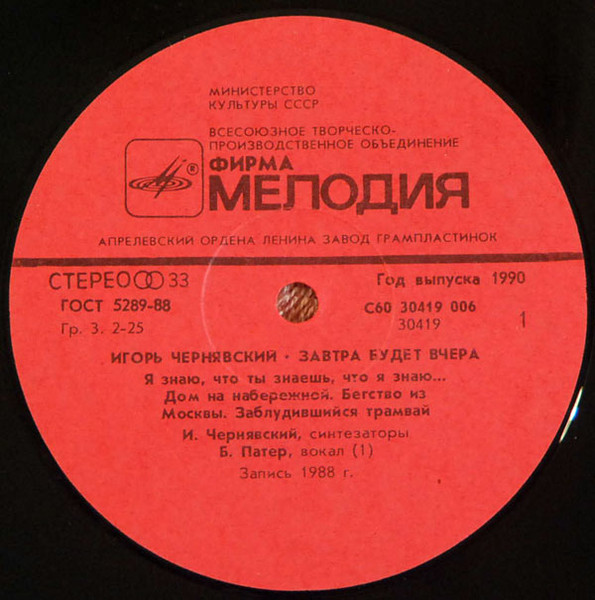 МИНИСТЕРСТВО
КУЛЬТУРЫ СССР
ВСЕСОЮЗНОЕ ТВОРЧЕСКО-
ПРОИЗВОДСТВЕННОЕ ОБЪЕДИНЕНИЕ
®
ФИРМА
МЕЛОДИЯ
АПРЕЛЕВСКИЙ ОРДЕНА ЛЕНИНА ЗАВОД ГРАМПЛАСТИНОК
СТЕРЕО 33
Год выпуска 1990
ГОСТ 5289-88
С60 30419 006
Гр. 3. 2-25
30419
1
ИГОРЬ ЧЕРНЯВСКИЙ · ЗАВТРА БУДЕТ ВЧЕРА
Я знаю, что ты знаешь, что я знаю...
Дом на набережной. Бегство из
Москвы. Заблудившийся трамвай
И. Чернявский, синтезаторы
Б. Патер, вокал (1)
Запись 1988 г.